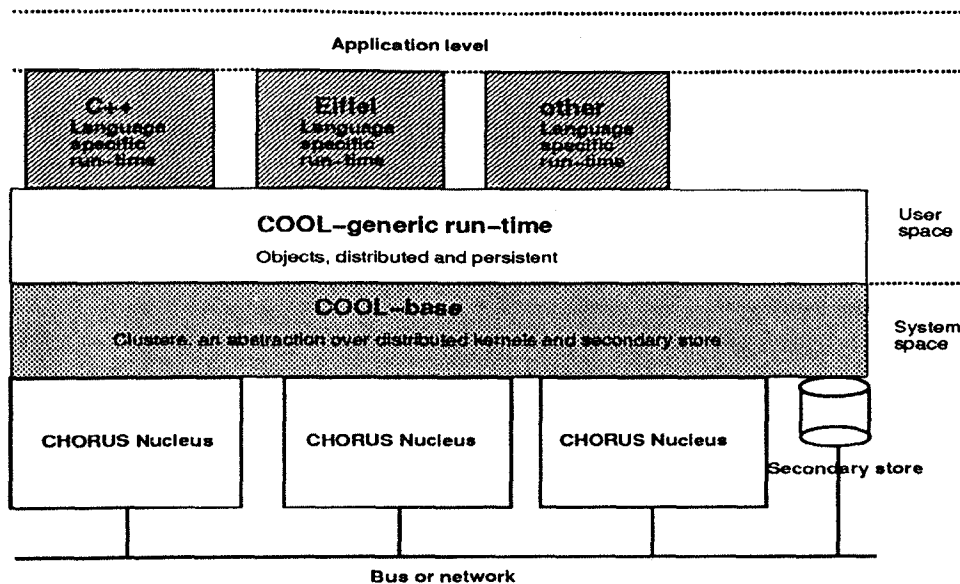 Application level
C++
Language
specific
run-time
Eiffel
Language
specific
run-time
other
Language
specific
run-time
COOL-generic run-time
Objects, distributed and persistent
User
space
COOL-base
Clusters, an abstraction over distributed kernels and secondary store
System
space
CHORUS Nucleus
CHORUS Nucleus
CHORUS Nucleus
Secondary store
Bus or network